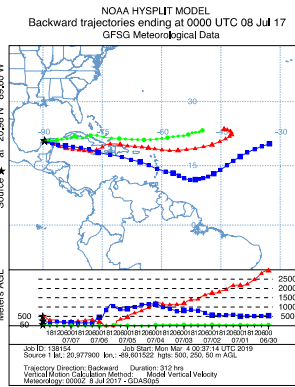 NOAA HYSPLIT MODEL
Backward trajectories ending at 0000 UTC 08 Jul 17
GFSG Meteorological Data
Source ★ at
-90
-60
-30
30
15
Meters AGL
2500
2000
1500
1000
500
500
50
07/07 07/06 07/05 07/04 07/03 07/02 07/01 06/30
Job ID: 138154 Job Start: Mon Mar 4 00:37:14 UTC 2019
Source 1 lat.: 20.977900 lon.: -89.601522 hgts: 500, 250, 50 m AGL
Trajectory Direction: Backward Duration: 312 hrs
Vertical Motion Calculation Method: Model Vertical Velocity
Meteorology: 0000Z 8 Jul 2017 - GDAS0p5